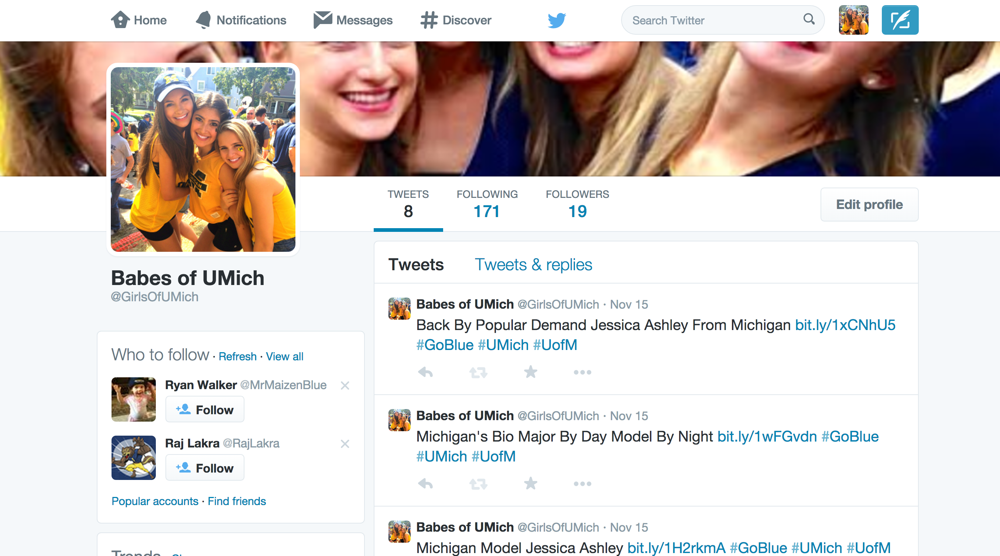 Home
Notifications
Messages
Discover
Search Twitter
TWEETS
8
FOLLOWING
171
FOLLOWERS
19
Edit profile
Babes of UMich
@GirlsOfUMich
Who to follow · Refresh · View all
Ryan Walker @MrMaizenBlue
Follow
Raj Lakra @RajLakra
Follow
Popular accounts · Find friends
Tweets
Tweets & replies
Babes of UMich @GirlsOfUMich · Nov 15
Back By Popular Demand Jessica Ashley From Michigan bit.ly/1xCNhU5
#GoBlue #UMich #UofM
Babes of UMich @GirlsOfUMich · Nov 15
Michigan's Bio Major By Day Model By Night bit.ly/1wFGvdn #GoBlue
#UMich #UofM
Babes of UMich @GirlsOfUMich · Nov 15
Michigan Model Jessica Ashley bit.ly/1H2rkmA #GoBlue #UMich #UofM